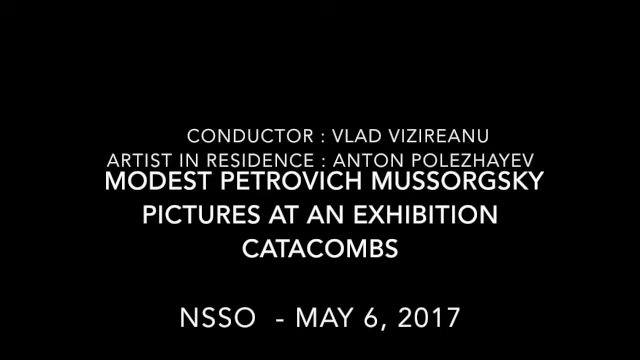 CONDUCTOR : VLAD VIZIREANU
ARTIST IN RESIDENCE : ANTON POLEZHAYEV
MODEST PETROVICH MUSSORGSKY
PICTURES AT AN EXHIBITION
CATACOMBS
NSSO - MAY 6, 2017